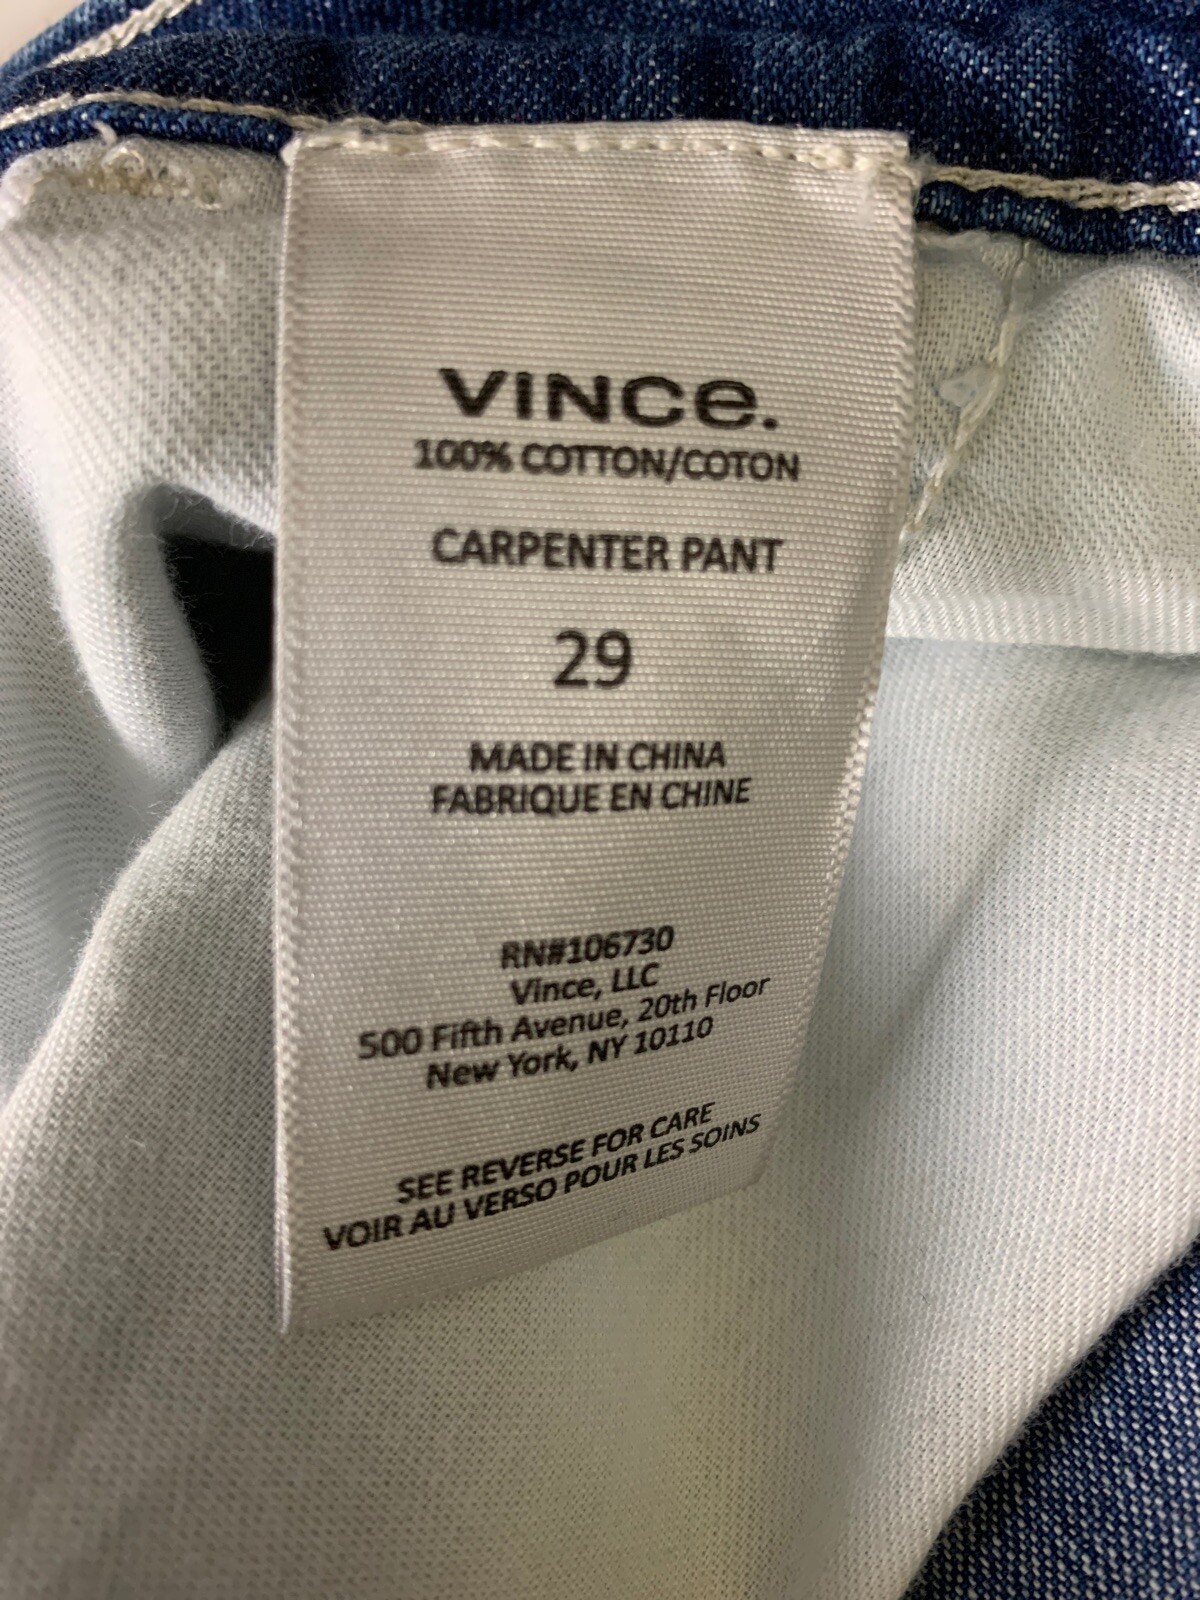 VINCe.
100% COTTON/COTON
CARPENTER PANT
29
MADE IN CHINA
FABRIQUE EN CHINE
RN#106730
Vince, LLC
500 Fifth Avenue, 20th Floor
New York, NY 10110
SEE REVERSE FOR CARE
VOIR AU VERSO POUR LES SOINS